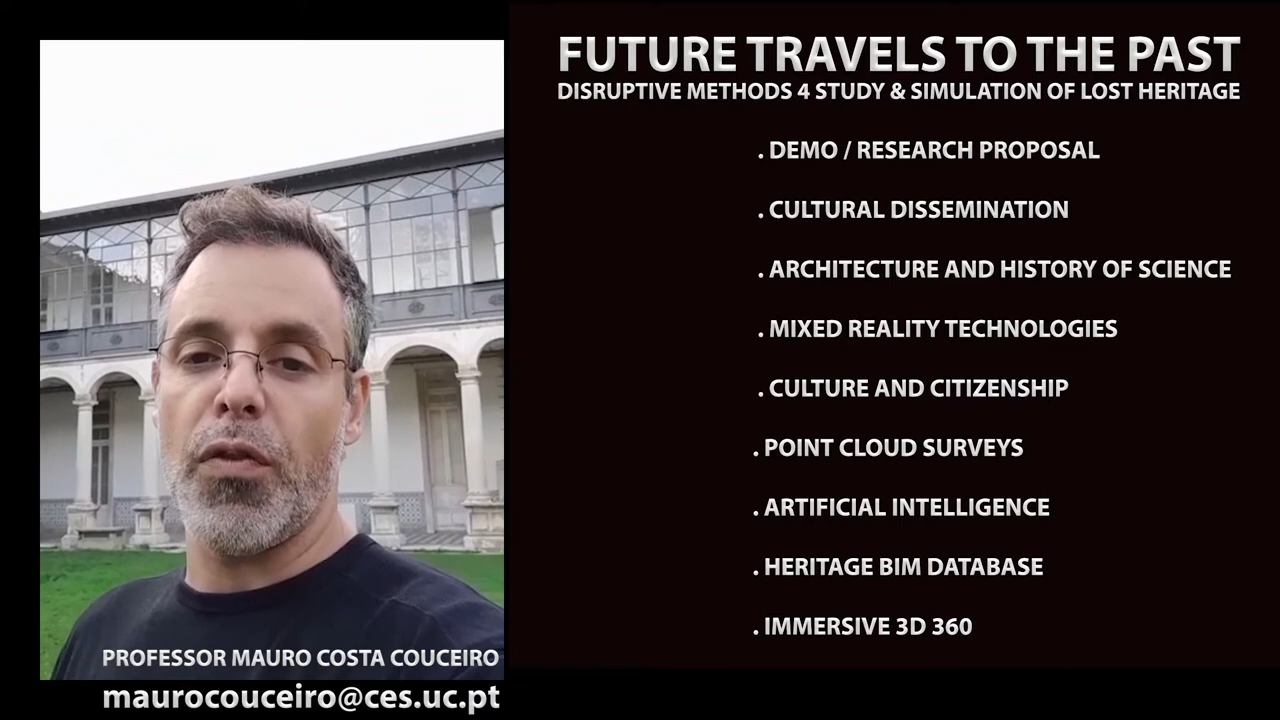 FUTURE TRAVELS TO THE PAST
DISRUPTIVE METHODS 4 STUDY & SIMULATION OF LOST HERITAGE
. DEMO / RESEARCH PROPOSAL
. CULTURAL DISSEMINATION
. ARCHITECTURE AND HISTORY OF SCIENCE
. MIXED REALITY TECHNOLOGIES
. CULTURE AND CITIZENSHIP
. POINT CLOUD SURVEYS
. ARTIFICIAL INTELLIGENCE
. HERITAGE BIM DATABASE
. IMMERSIVE 3D 360
PROFESSOR MAURO COSTA COUCEIRO
maurocouceiro@ces.uc.pt